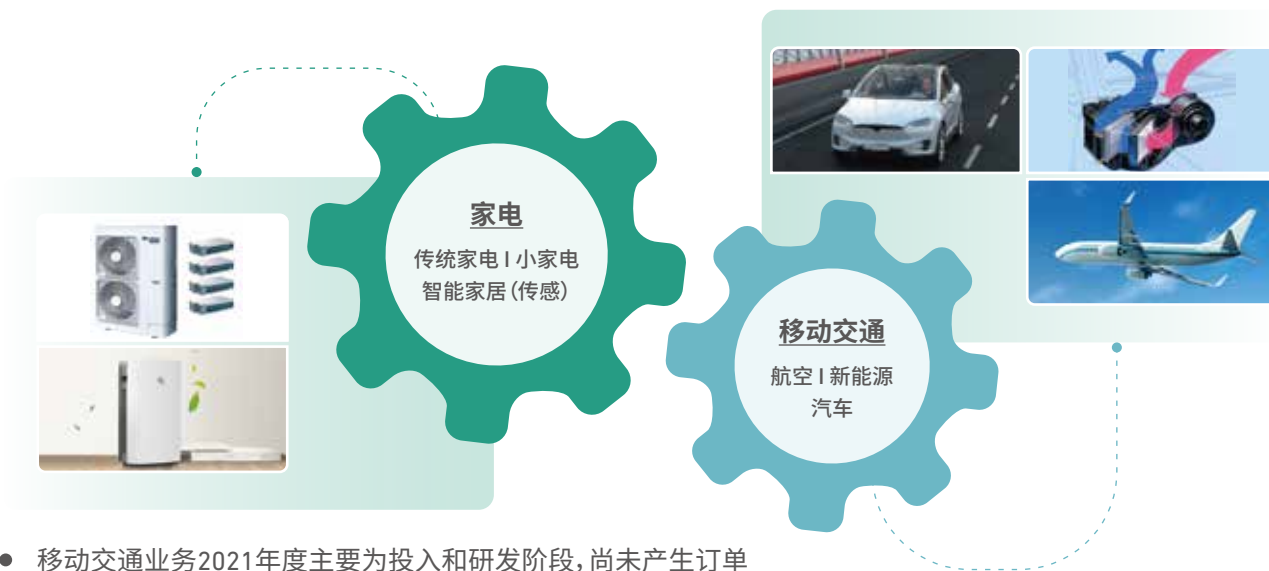 家电
传统家电 I 小家电
智能家居(传感)
移动交通
航空 I 新能源
汽车
● 移动交通业务2021年度主要为投入和研发阶段,尚未产生订单